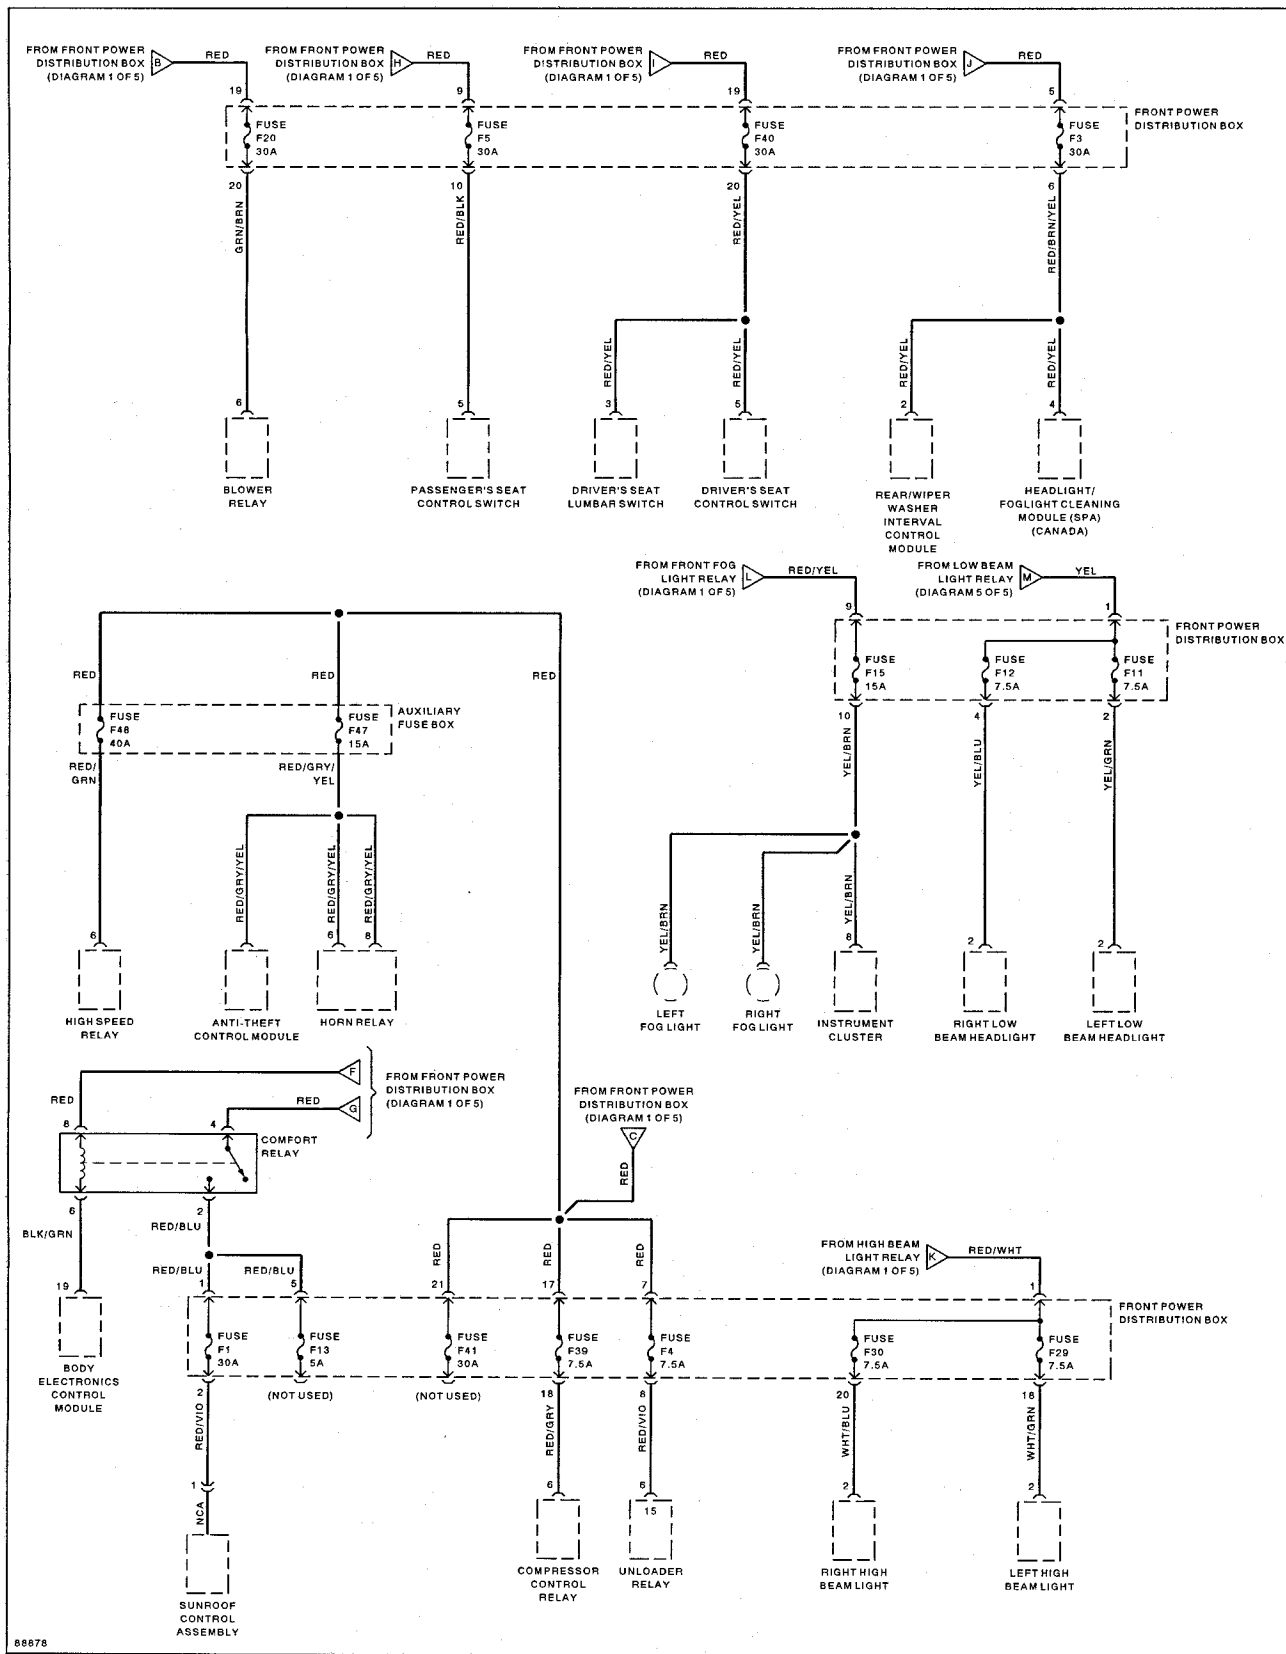 FROM FRONT POWER
DISTRIBUTION BOX
(DIAGRAM 1 OF 5)
B
RED
FROM FRONT POWER
DISTRIBUTION BOX
(DIAGRAM 1 OF 5)
H
RED
FROM FRONT POWER
DISTRIBUTION BOX
(DIAGRAM 1 OF 5)
I
RED
FROM FRONT POWER
DISTRIBUTION BOX
(DIAGRAM 1 OF 5)
J
RED
19
9
19
5
FRONT POWER
DISTRIBUTION BOX
FUSE
F20
30A
FUSE
F5
30A
FUSE
F40
30A
FUSE
F3
30A
20
10
20
6
GRN/BRN
RED/BLK
RED/YEL
RED/BRN/YEL
RED/YEL
RED/YEL
RED/YEL
RED/YEL
6
5
3
5
2
4
BLOWER
RELAY
PASSENGER'S SEAT
CONTROL SWITCH
DRIVER'S SEAT
LUMBAR SWITCH
DRIVER'S SEAT
CONTROL SWITCH
REAR/WIPER
WASHER
INTERVAL
CONTROL
MODULE
HEADLIGHT/
FOGLIGHT CLEANING
MODULE (SPA)
(CANADA)
FROM FRONT FOG
LIGHT RELAY
(DIAGRAM 1 OF 5)
L
RED/YEL
FROM LOW BEAM
LIGHT RELAY
(DIAGRAM 5 OF 5)
M
YEL
9
1
FRONT POWER
DISTRIBUTION BOX
FUSE
F15
15A
FUSE
F12
7.5A
FUSE
F11
7.5A
10
4
2
YEL/BRN
YEL/BLU
YEL/GRN
YEL/BRN
YEL/BRN
YEL/BRN
8
2
2
LEFT
FOG LIGHT
RIGHT
FOG LIGHT
INSTRUMENT
CLUSTER
RIGHT LOW
BEAM HEADLIGHT
LEFT LOW
BEAM HEADLIGHT
RED
RED
RED
AUXILIARY
FUSE BOX
FUSE
F48
40A
FUSE
F47
15A
RED/
GRN
RED/GRY/
YEL
RED/GRY/YEL
RED/GRY/YEL
RED/GRY/YEL
6
6
8
HIGH SPEED
RELAY
ANTI-THEFT
CONTROL MODULE
HORN RELAY
F
G
RED
RED
FROM FRONT POWER
DISTRIBUTION BOX
(DIAGRAM 1 OF 5)
8
4
COMFORT
RELAY
6
2
BLK/GRN
RED/BLU
RED/BLU
RED/BLU
19
BODY
ELECTRONICS
CONTROL
MODULE
FROM FRONT POWER
DISTRIBUTION BOX
(DIAGRAM 1 OF 5)
C
RED
RED
RED
RED
1
5
21
17
7
FROM HIGH BEAM
LIGHT RELAY
(DIAGRAM 1 OF 5)
K
RED/WHT
1
FRONT POWER
DISTRIBUTION BOX
FUSE
F1
30A
FUSE
F13
5A
FUSE
F41
30A
FUSE
F39
7.5A
FUSE
F4
7.5A
FUSE
F30
7.5A
FUSE
F29
7.5A
2
(NOT USED)
(NOT USED)
18
8
20
18
RED/VIO
RED/GRY
RED/VIO
WHT/BLU
WHT/GRN
1
NCA
6
6
15
2
2
SUNROOF
CONTROL
ASSEMBLY
COMPRESSOR
CONTROL
RELAY
UNLOADER
RELAY
RIGHT HIGH
BEAM LIGHT
LEFT HIGH
BEAM LIGHT
88878